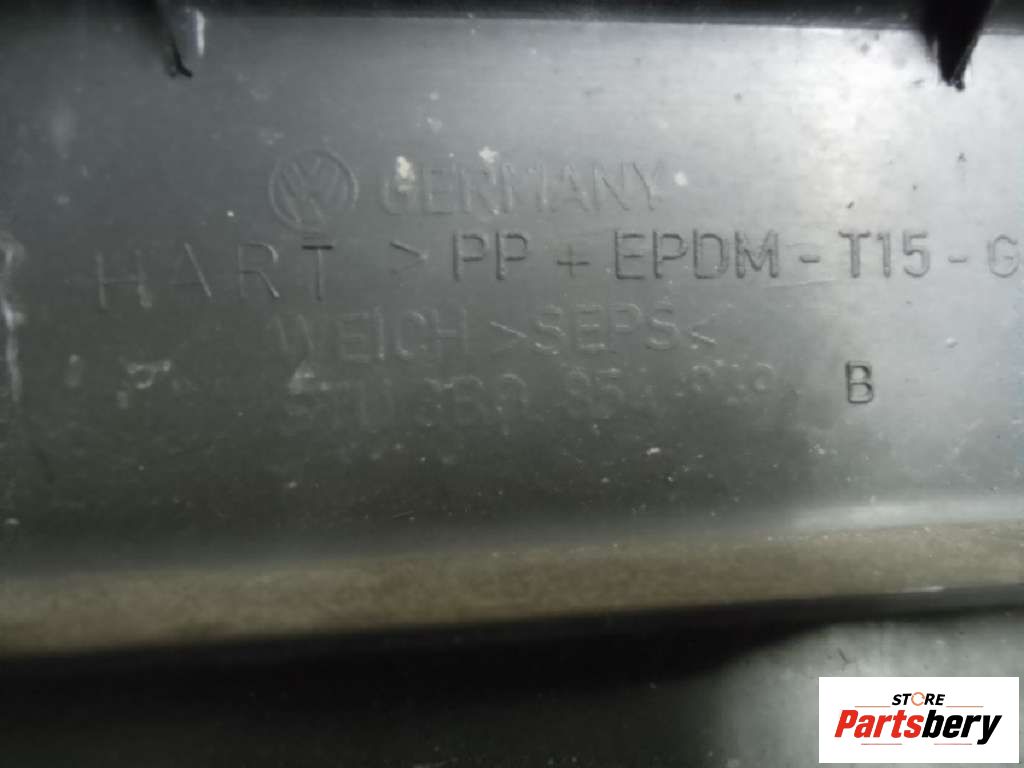 GERMANY
HART >PP+EPDM-T15-G
WEICH >SEPS<
B
STORE
Partsbery